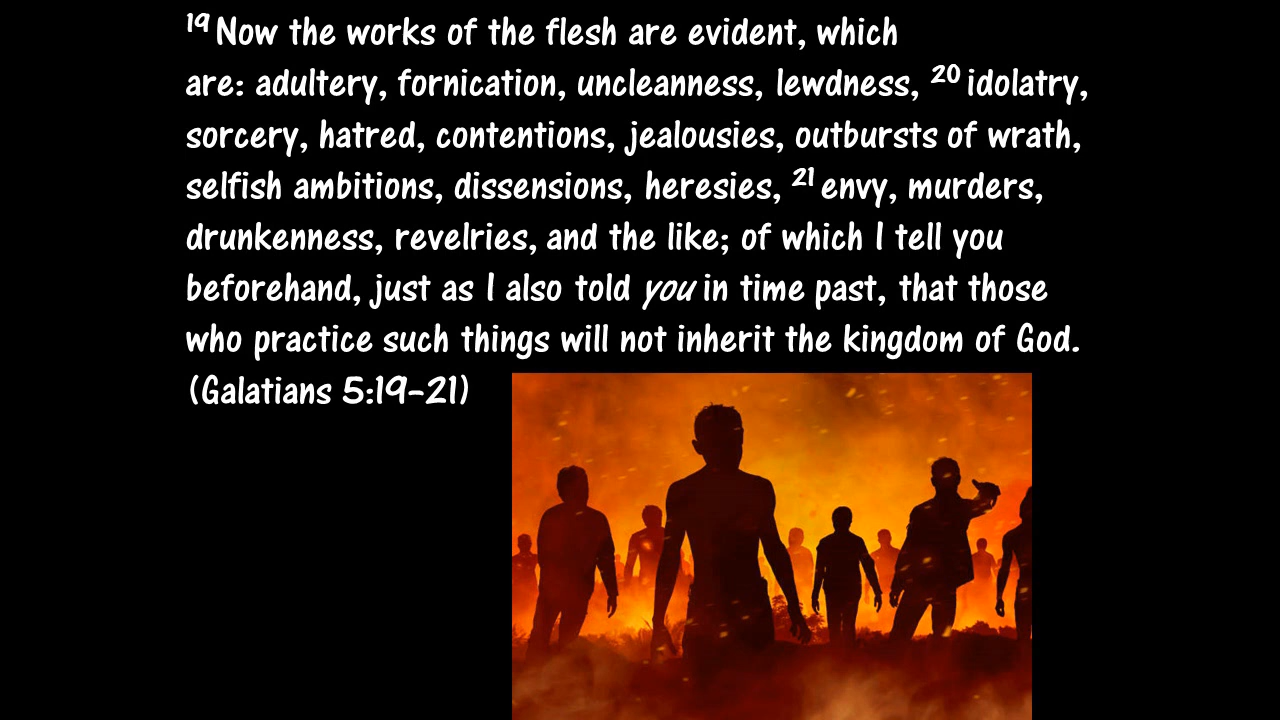 19 Now the works of the flesh are evident, which
are: adultery, fornication, uncleanness, lewdness, 20 idolatry,
sorcery, hatred, contentions, jealousies, outbursts of wrath,
selfish ambitions, dissensions, heresies, 21 envy, murders,
drunkenness, revelries, and the like; of which I tell you
beforehand, just as I also told you in time past, that those
who practice such things will not inherit the kingdom of God.
(Galatians 5:19-21)